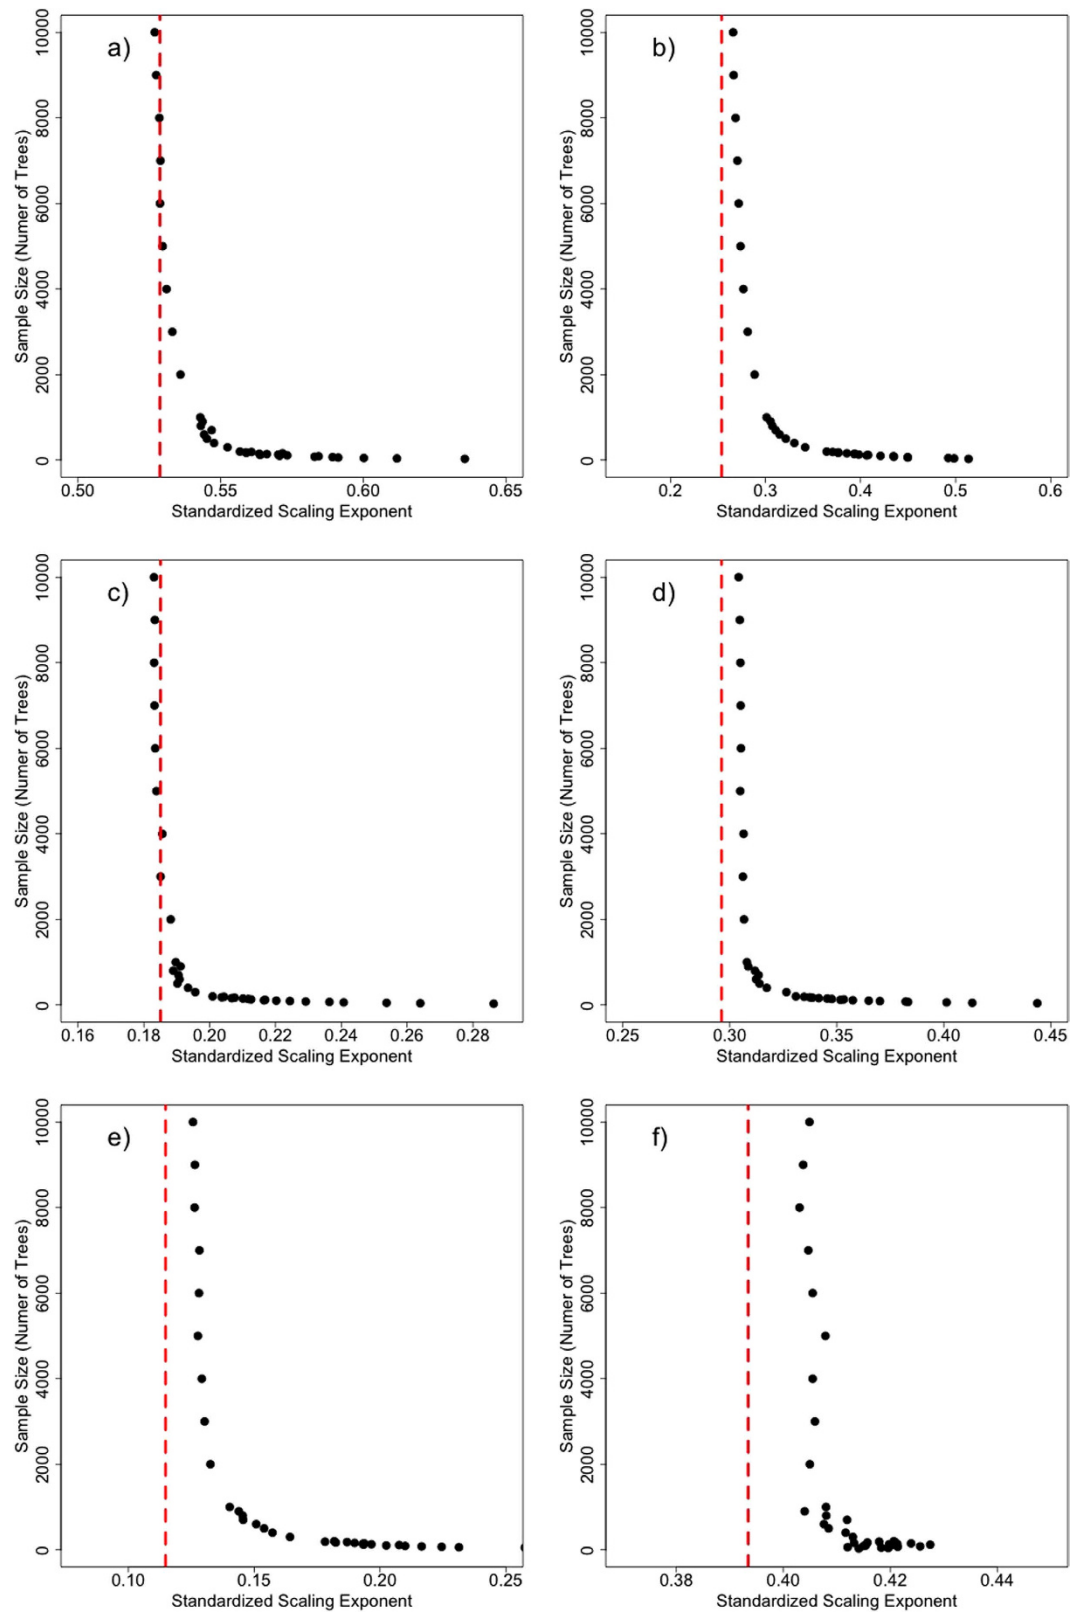 a)
Sample Size (Numer of Trees)
0 2000 4000 6000 8000 10000
0.50 0.55 0.60 0.65
Standardized Scaling Exponent
b)
Sample Size (Numer of Trees)
0 2000 4000 6000 8000 10000
0.2 0.3 0.4 0.5 0.6
Standardized Scaling Exponent
c)
Sample Size (Numer of Trees)
0 2000 4000 6000 8000 10000
0.16 0.18 0.20 0.22 0.24 0.26 0.28
Standardized Scaling Exponent
d)
Sample Size (Numer of Trees)
0 2000 4000 6000 8000 10000
0.25 0.30 0.35 0.40 0.45
Standardized Scaling Exponent
e)
Sample Size (Numer of Trees)
0 2000 4000 6000 8000 10000
0.10 0.15 0.20 0.25
Standardized Scaling Exponent
f)
Sample Size (Numer of Trees)
0 2000 4000 6000 8000 10000
0.38 0.40 0.42 0.44
Standardized Scaling Exponent